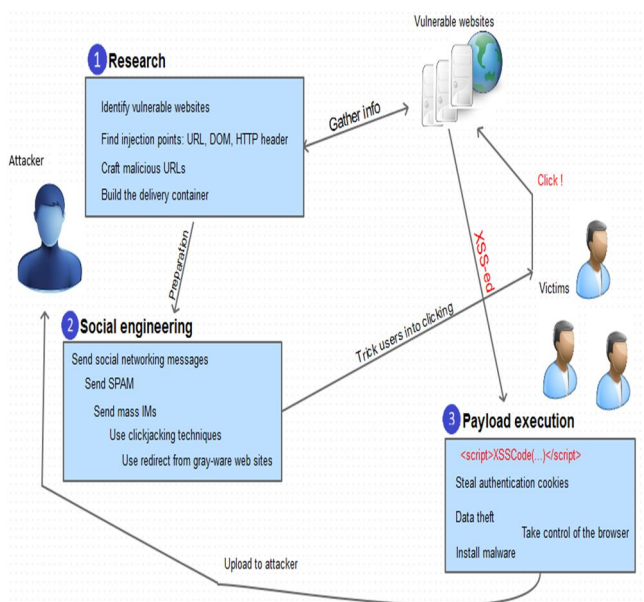 Vulnerable websites
1 Research
Identify vulnerable websites
Find injection points: URL, DOM, HTTP header
Craft malicious URLs
Build the delivery container
Gather info
Attacker
Click !
Preparation
XSS-ed
Victims
2 Social engineering
Trick users into clicking
Send social networking messages
Send SPAM
Send mass IMs
Use clickjacking techniques
Use redirect from gray-ware web sites
3 Payload execution
<script>XSSCode(...)</script>
Steal authentication cookies
Data theft
Take control of the browser
Install malware
Upload to attacker